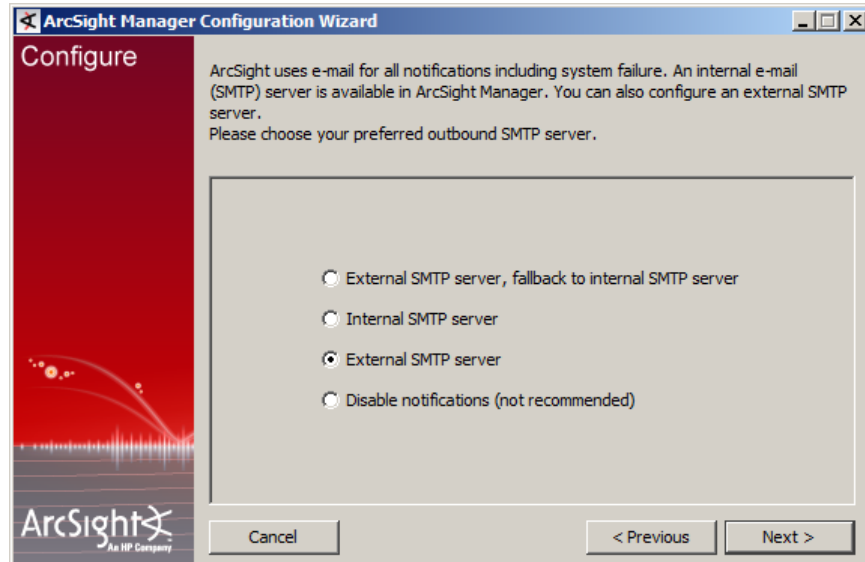 ArcSight Manager Configuration Wizard
Configure
ArcSight uses e-mail for all notifications including system failure. An internal e-mail
(SMTP) server is available in ArcSight Manager. You can also configure an external SMTP
server.
Please choose your preferred outbound SMTP server.
External SMTP server, fallback to internal SMTP server
Internal SMTP server
External SMTP server
Disable notifications (not recommended)
ArcSight
An HP Company
Cancel
< Previous
Next >